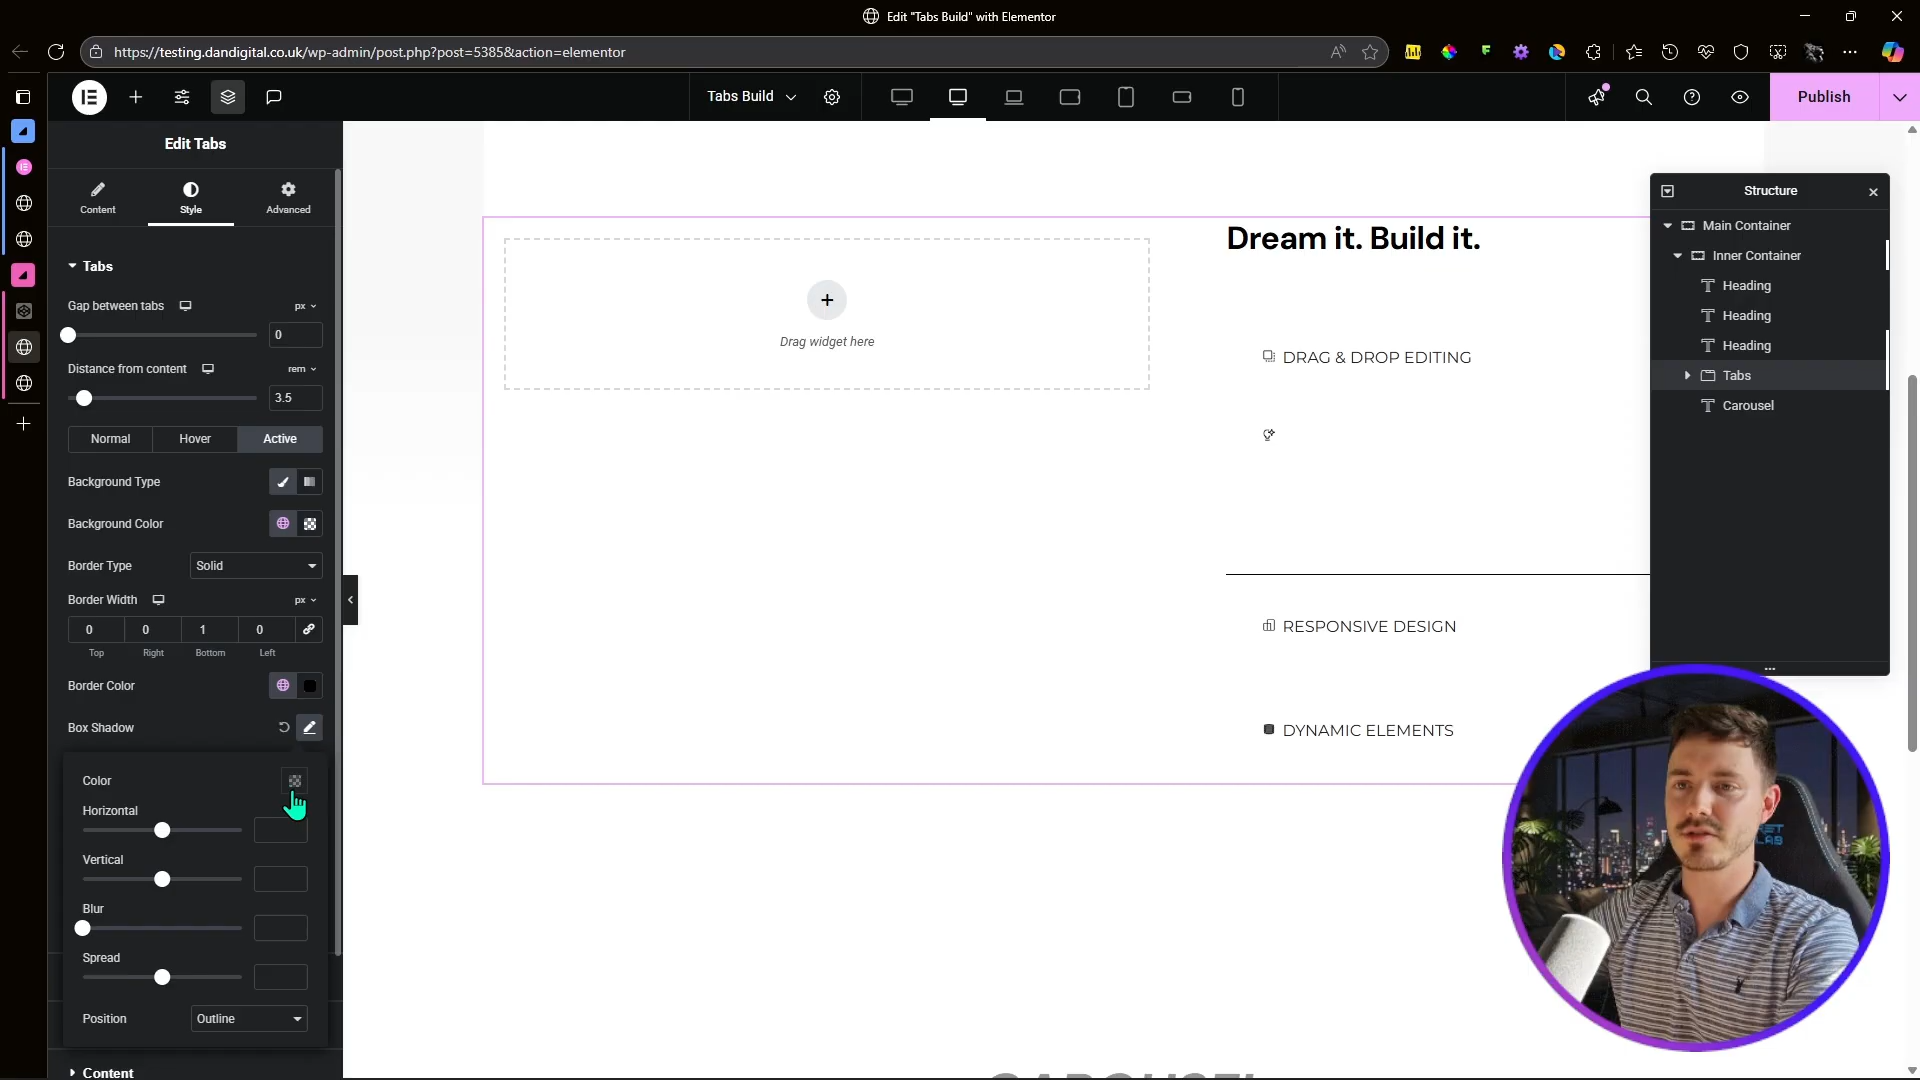 Edit "Tabs Build" with Elementor
https://testing.dandigital.co.uk/wp-admin/post.php?post=5385&action=elementor
Tabs Build
Publish
Edit Tabs
Content
Style
Advanced
Tabs
Gap between tabs
px
0
Distance from content
rem
3.5
Normal
Hover
Active
Background Type
Background Color
Border Type
Solid
Border Width
px
0
0
1
0
Top
Right
Bottom
Left
Border Color
Box Shadow
Color
Horizontal
Vertical
Blur
Spread
Position
Outline
Content
Drag widget here
Dream it. Build it.
DRAG & DROP EDITING
RESPONSIVE DESIGN
DYNAMIC ELEMENTS
Structure
Main Container
Inner Container
Heading
Heading
Heading
Tabs
Carousel